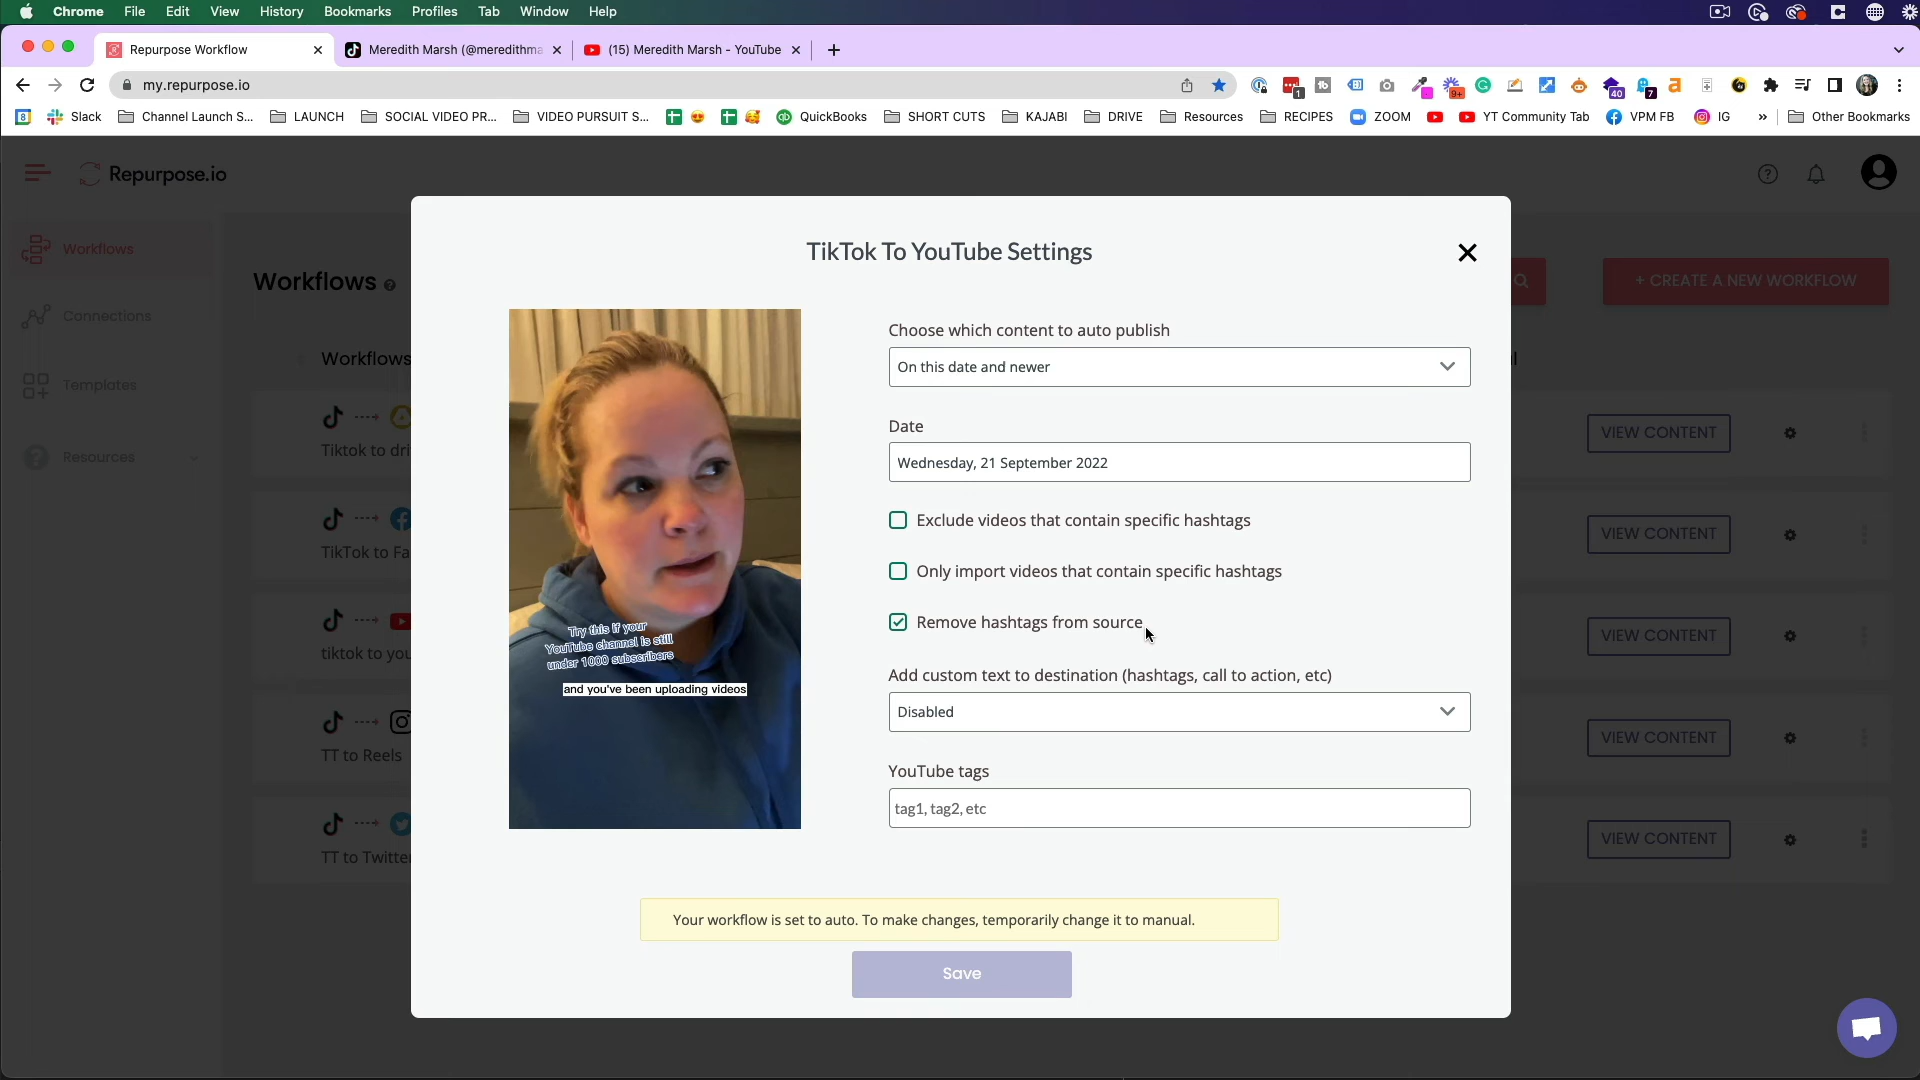 Chrome File Edit View History Bookmarks Profiles Tab Window Help
Repurpose Workflow
Meredith Marsh (@meredithma
(15) Meredith Marsh - YouTube
my.repurpose.io
1
9+
40
7
8
Slack
Channel Launch S...
LAUNCH
SOCIAL VIDEO PR...
VIDEO PURSUIT S...
QuickBooks
SHORT CUTS
KAJABI
DRIVE
Resources
RECIPES
ZOOM
YT Community Tab
VPM FB
IG
»
Other Bookmarks
Repurpose.io
Workflows
Connections
Templates
Resources
Workflows
+ CREATE A NEW WORKFLOW
Workflows
Tiktok to dri
VIEW CONTENT
TikTok to Fa
VIEW CONTENT
tiktok to you
VIEW CONTENT
TT to Reels
VIEW CONTENT
TT to Twitter
VIEW CONTENT
TikTok To YouTube Settings
Try this if your
YouTube channel is still
under 1000 subscribers
and you've been uploading videos
Choose which content to auto publish
On this date and newer
Date
Wednesday, 21 September 2022
Exclude videos that contain specific hashtags
Only import videos that contain specific hashtags
Remove hashtags from source
Add custom text to destination (hashtags, call to action, etc)
Disabled
YouTube tags
tag1, tag2, etc
Your workflow is set to auto. To make changes, temporarily change it to manual.
Save